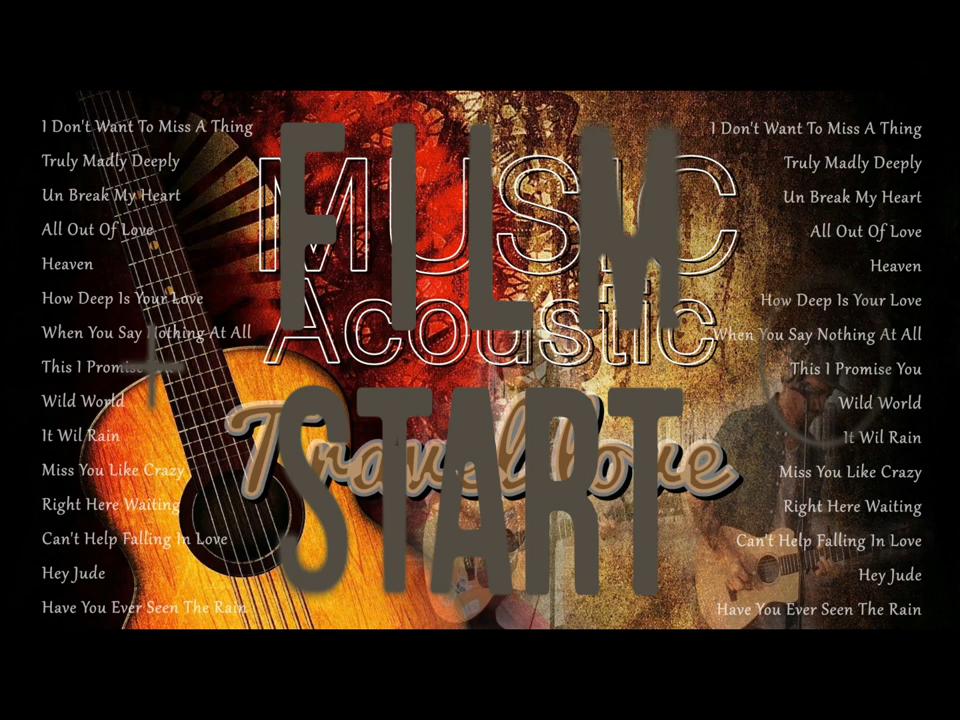 I Don't Want To Miss A Thing
Truly Madly Deeply
Un Break My Heart
All Out Of Love
Heaven
How Deep Is Your Love
When You Say Nothing At All
This I Promise
Wild World
It Wil Rain
Miss You Like Crazy
Right Here Waiting
Can't Help Falling In Love
Hey Jude
Have You Ever Seen The Rain
FILM
MUSIC
Acoustic
START
Travel love
I Don't Want To Miss A Thing
Truly Madly Deeply
Un Break My Heart
All Out Of Love
Heaven
How Deep Is Your Love
When You Say Nothing At All
This I Promise You
Wild World
It Wil Rain
Miss You Like Crazy
Right Here Waiting
Can't Help Falling In Love
Hey Jude
Have You Ever Seen The Rain